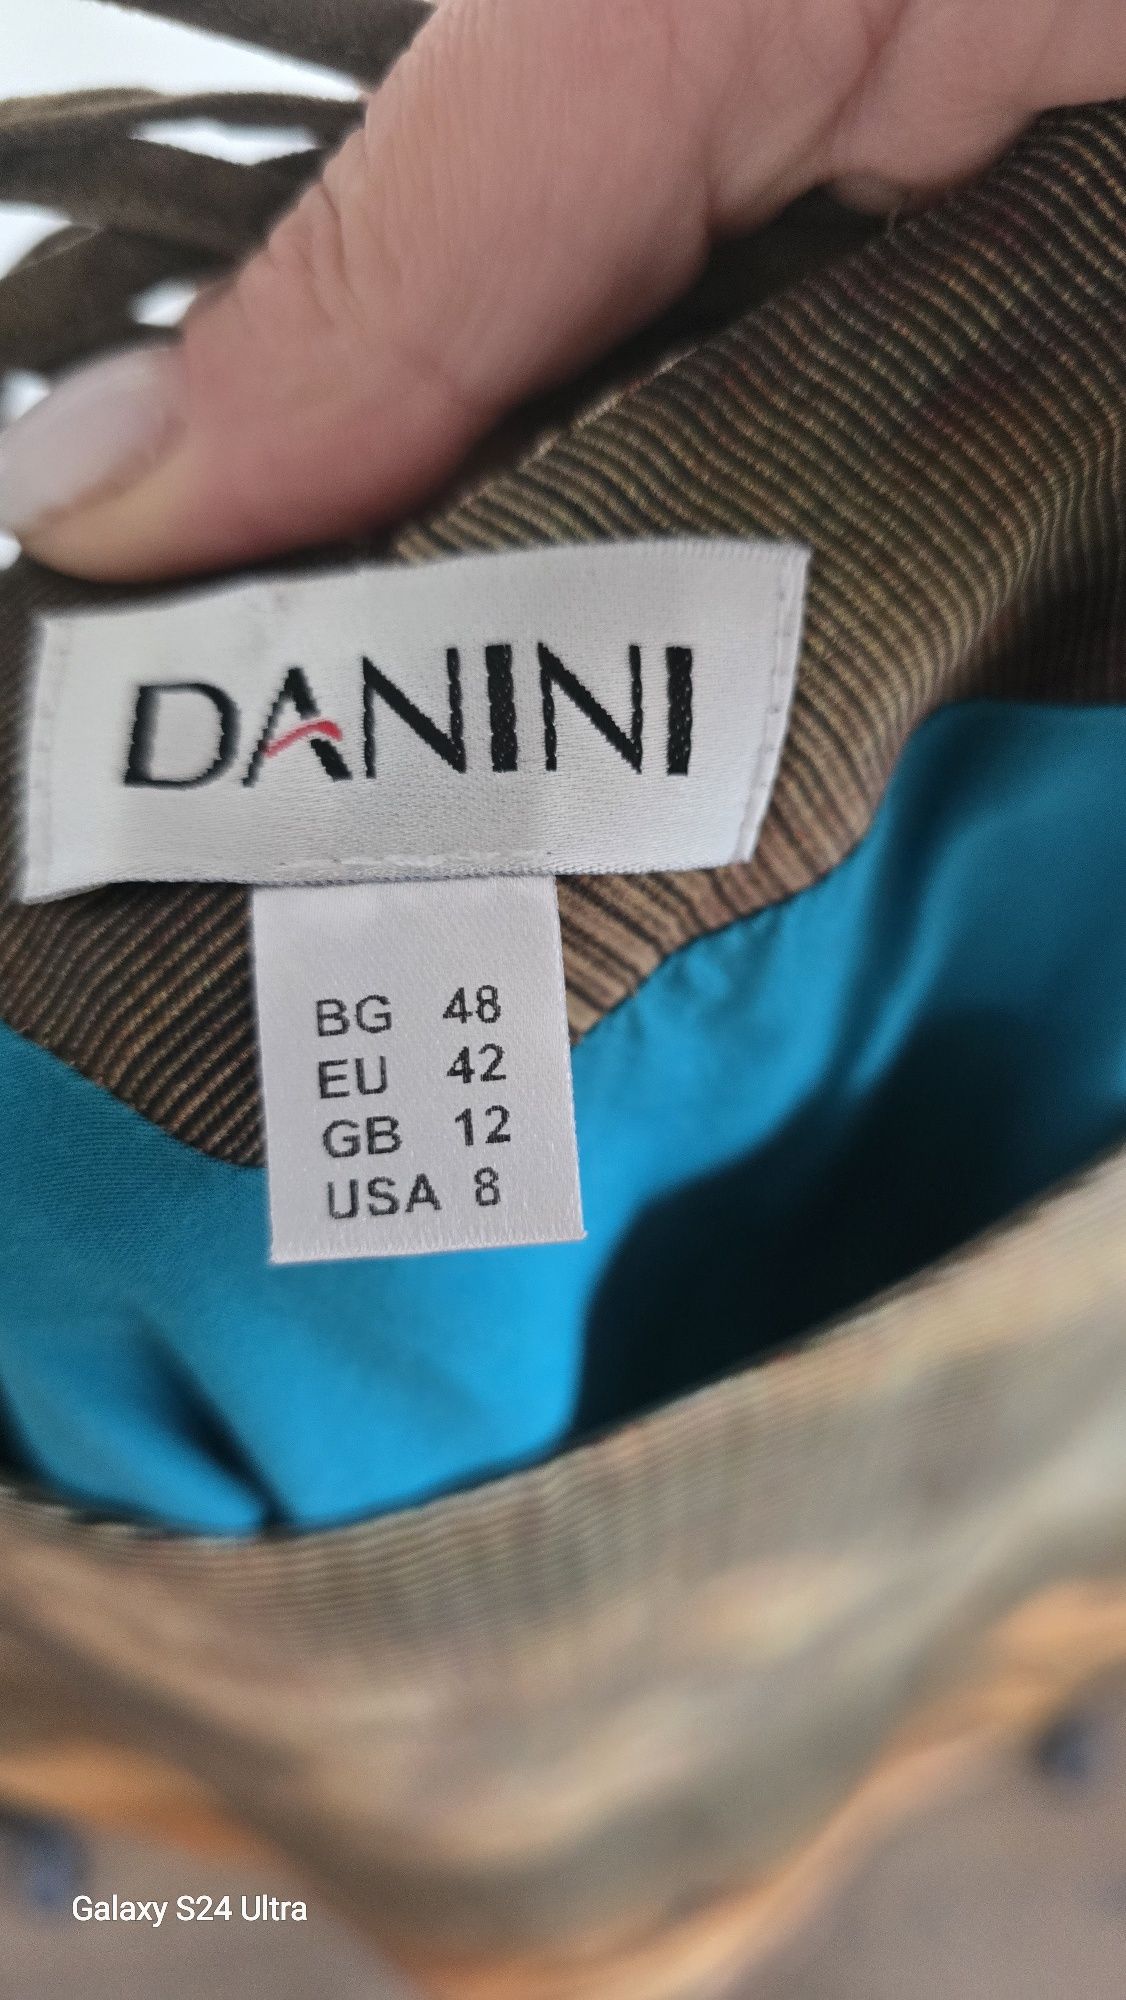 DANINI
BG 48
EU 42
GB 12
USA 8
Galaxy S24 Ultra